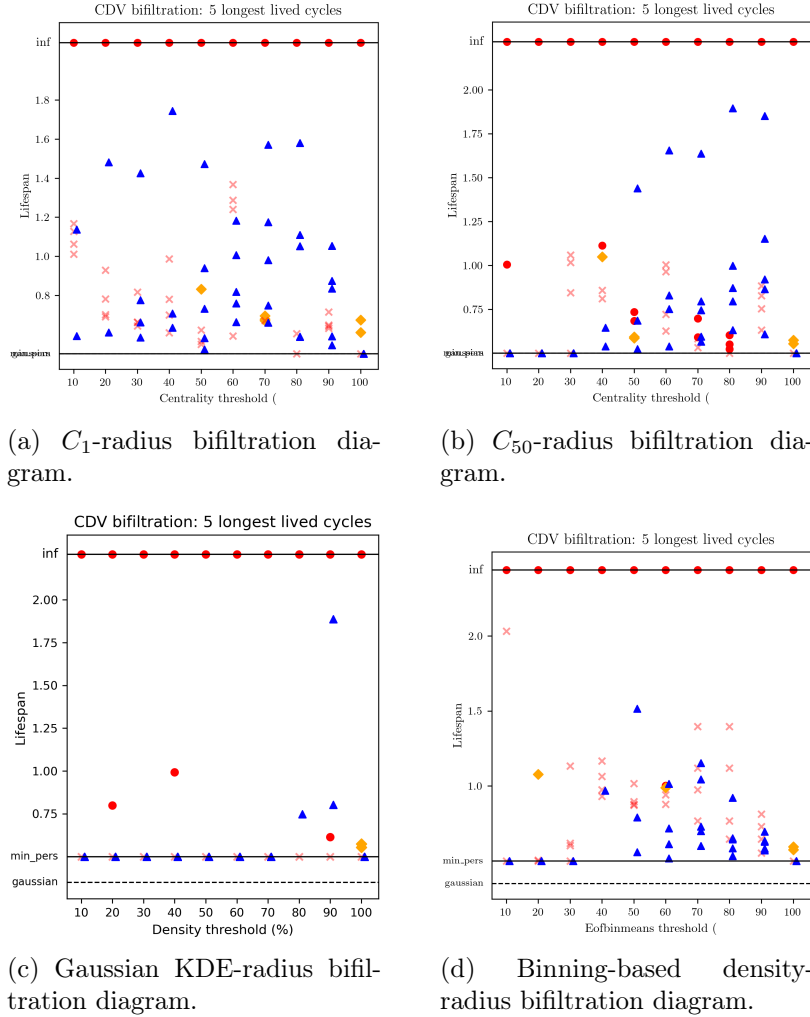 CDV bifiltration: 5 longest lived cycles
inf
1.8
1.6
1.4
1.2
1.0
0.8
Lifespan
10 20 30 40 50 60 70 80 90 100
Centrality threshold (
(a) C₁-radius bifiltration dia-
gram.
CDV bifiltration: 5 longest lived cycles
inf
2.00
1.75
1.50
1.25
1.00
0.75
Lifespan
10 20 30 40 50 60 70 80 90 100
Centrality threshold (
(b) C₅₀-radius bifiltration dia-
gram.
CDV bifiltration: 5 longest lived cycles
inf
2.00
1.75
1.50
1.25
1.00
0.75
min_pers
gaussian
Lifespan
10 20 30 40 50 60 70 80 90 100
Density threshold (%)
(c) Gaussian KDE-radius bifil-
tration diagram.
CDV bifiltration: 5 longest lived cycles
inf
2.0
1.5
1.0
min_pers
gaussian
Lifespan
10 20 30 40 50 60 70 80 90 100
Eofbinmeans threshold (
(d) Binning-based density-
radius bifiltration diagram.